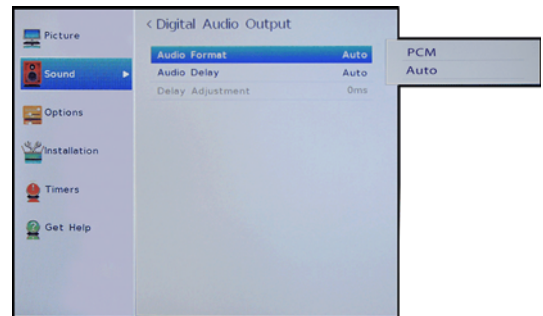 Picture
Sound
Options
Installation
Timers
Get Help
< Digital Audio Output
Audio Format Auto
Audio Delay Auto
Delay Adjustment 0ms
PCM
Auto